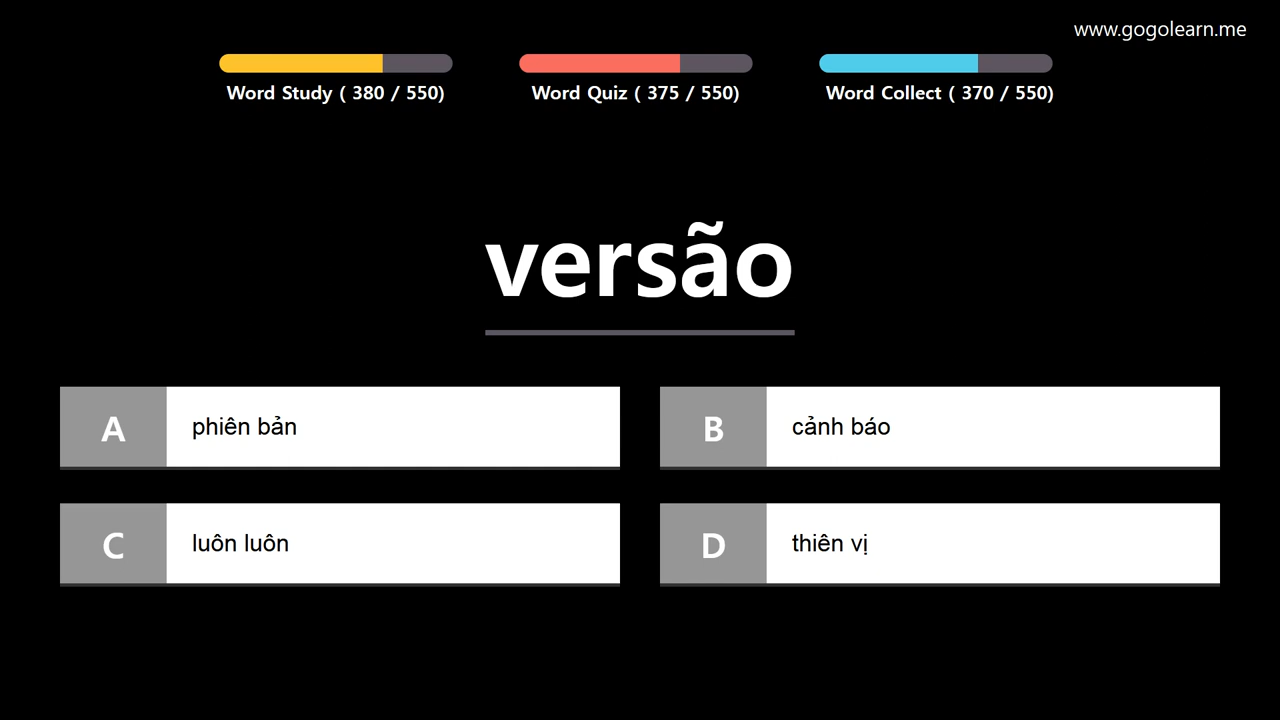 www.gogolearn.me
Word Study ( 380 / 550)
Word Quiz ( 375 / 550)
Word Collect ( 370 / 550)
versão
A phiên bản
B cảnh báo
C luôn luôn
D thiên vị